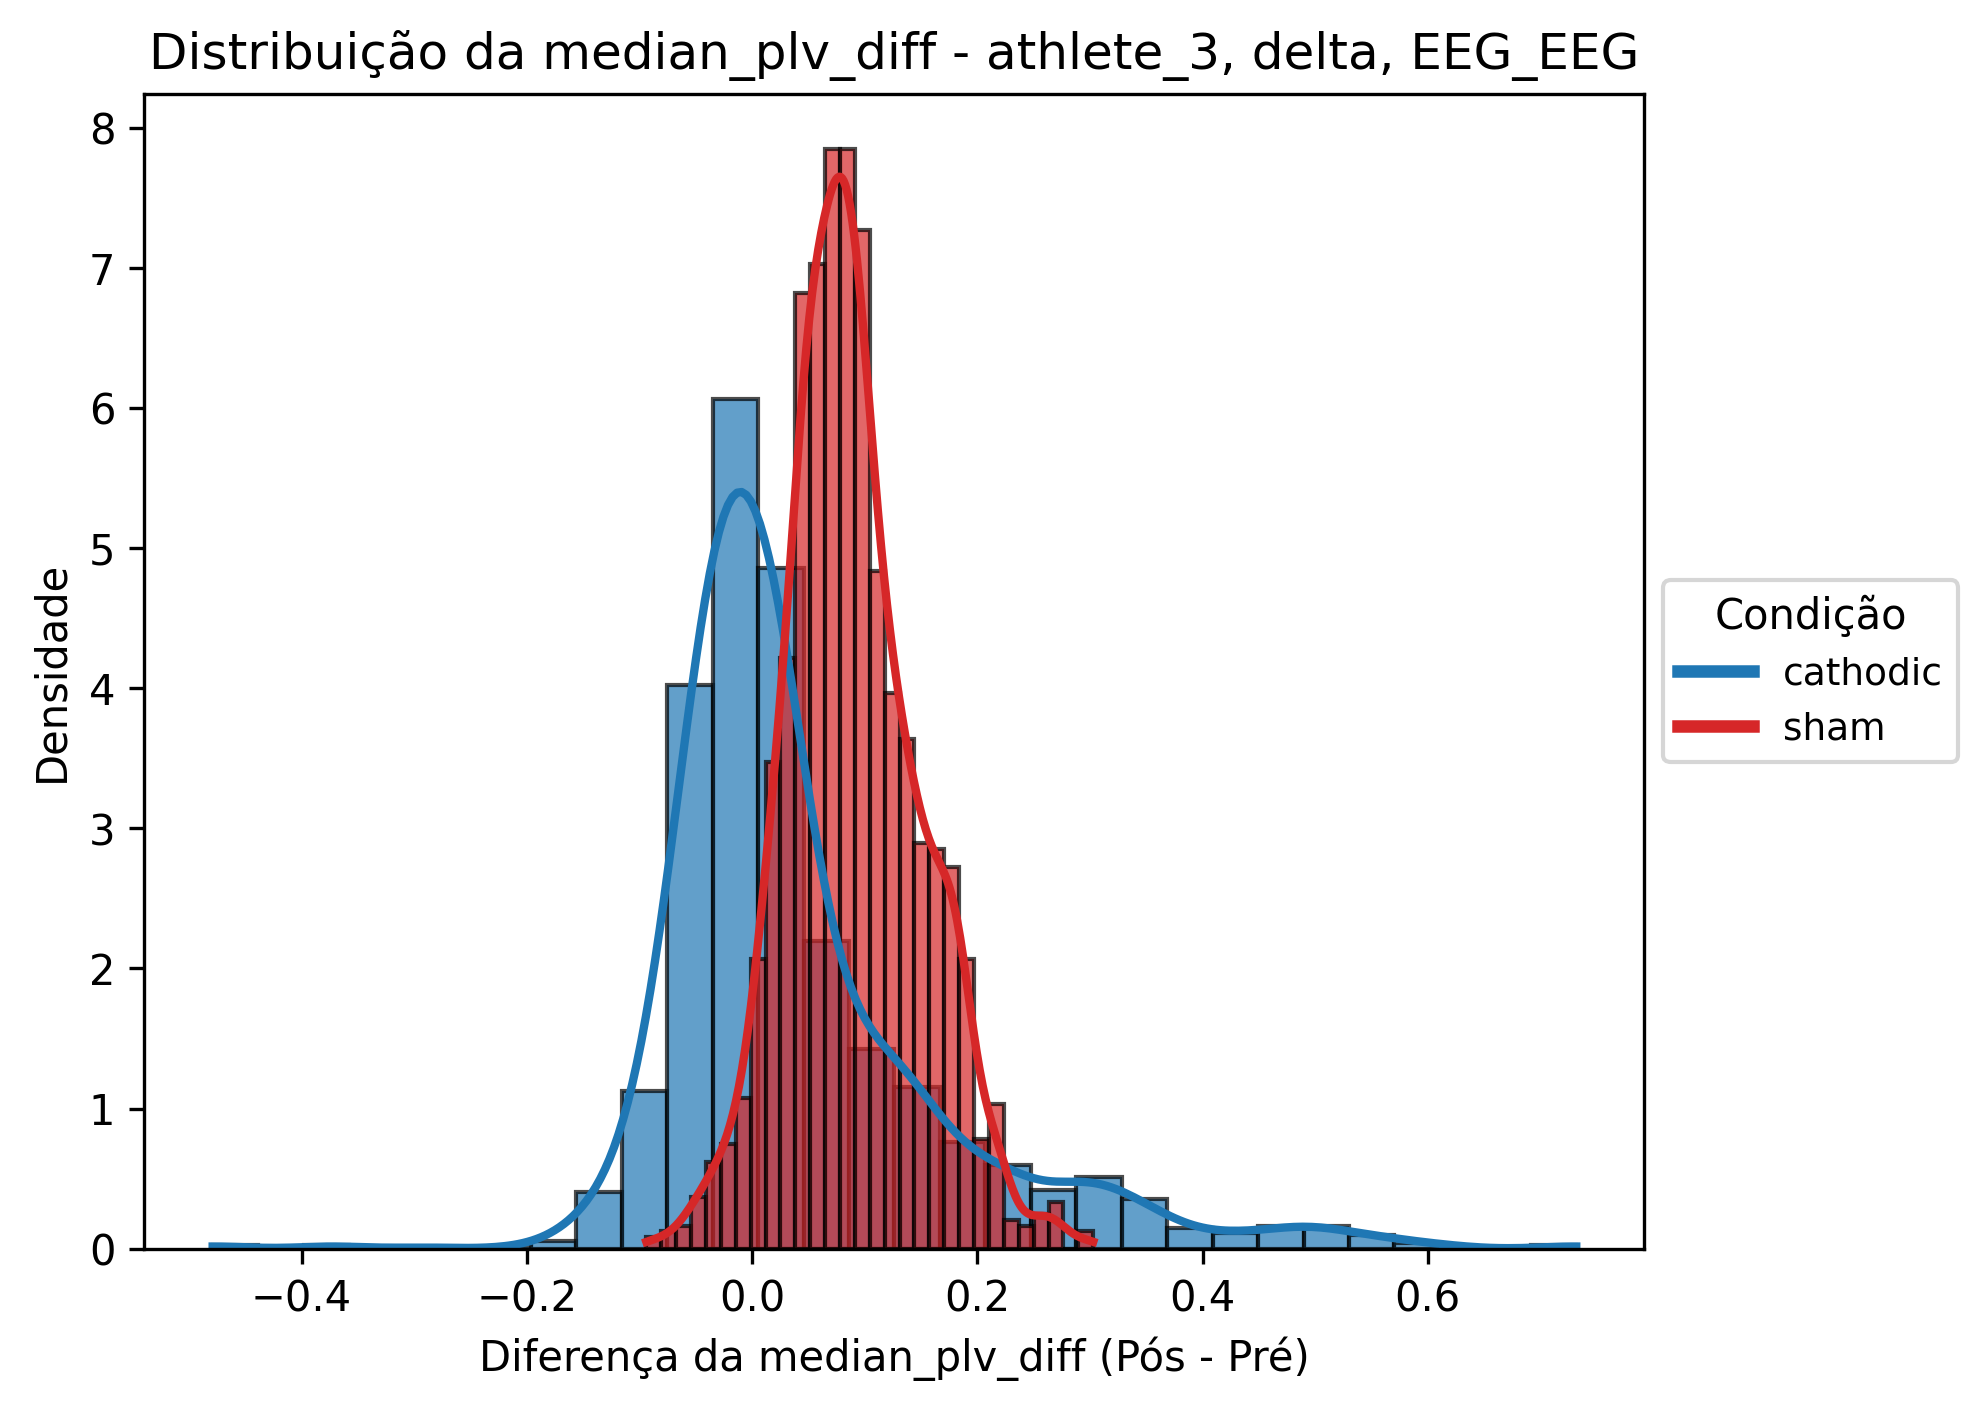 Distribuição da median_plv_diff - athlete_3, delta, EEG_EEG
8
7
6
5
4
3
2
1
0
Densidade
−0.4
−0.2
0.0
0.2
0.4
0.6
Diferença da median_plv_diff (Pós - Pré)
Condição
cathodic
sham